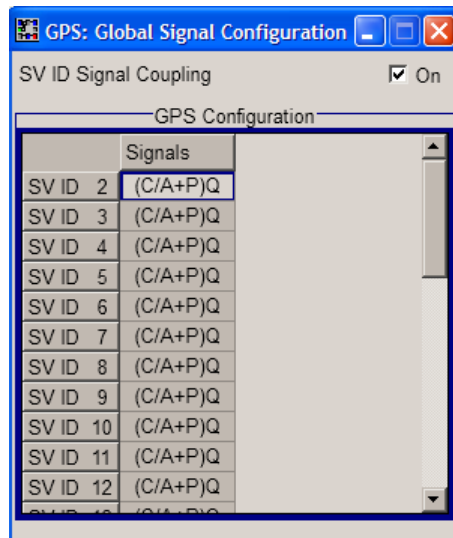 GPS: Global Signal Configuration
SV ID Signal Coupling On
GPS Configuration
Signals
SV ID 2 (C/A+P)Q
SV ID 3 (C/A+P)Q
SV ID 4 (C/A+P)Q
SV ID 5 (C/A+P)Q
SV ID 6 (C/A+P)Q
SV ID 7 (C/A+P)Q
SV ID 8 (C/A+P)Q
SV ID 9 (C/A+P)Q
SV ID 10 (C/A+P)Q
SV ID 11 (C/A+P)Q
SV ID 12 (C/A+P)Q